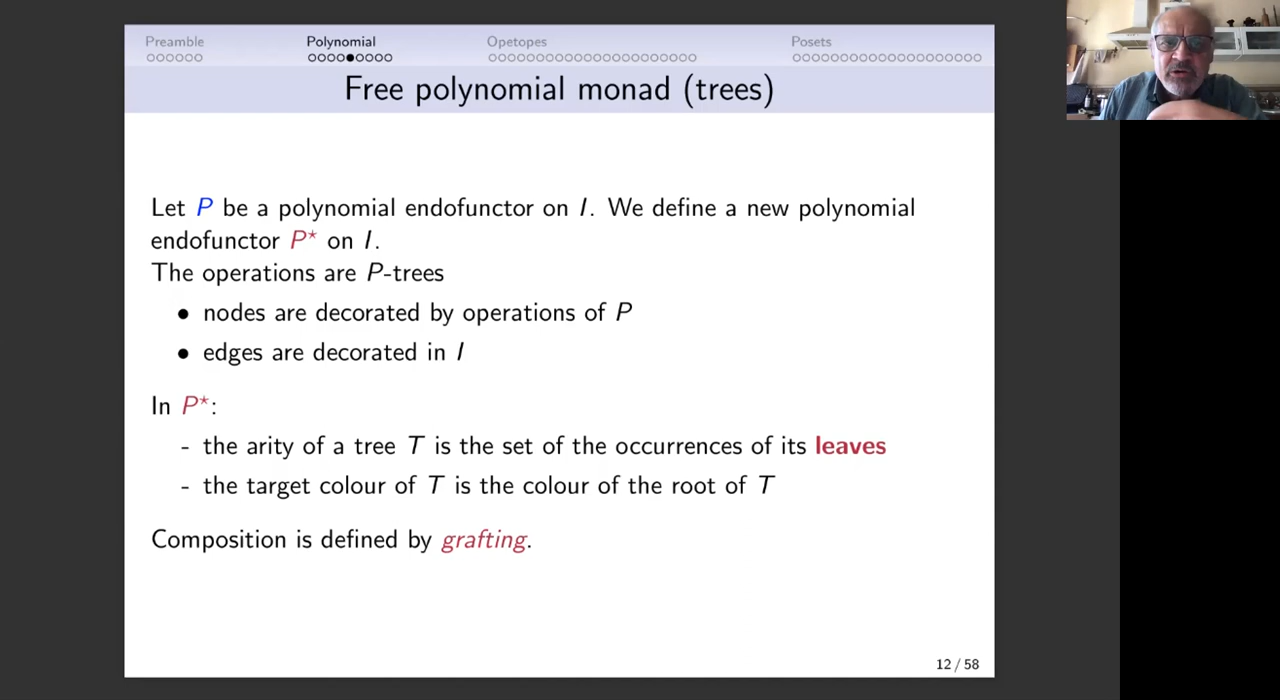 Preamble Polynomial Opetopes Posets
Free polynomial monad (trees)
Let P be a polynomial endofunctor on I. We define a new polynomial
endofunctor P⋆ on I.
The operations are P-trees
• nodes are decorated by operations of P
• edges are decorated in I
In P⋆:
- the arity of a tree T is the set of the occurrences of its leaves
- the target colour of T is the colour of the root of T
Composition is defined by grafting.
12 / 58